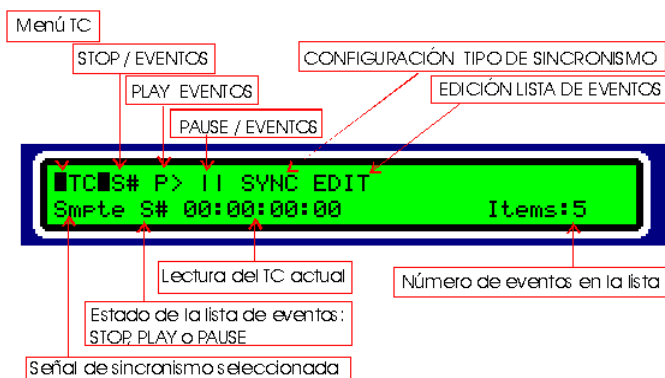 Menú TC
STOP / EVENTOS
CONFIGURACIÓN TIPO DE SINCRONISMO
PLAY EVENTOS
EDICIÓN LISTA DE EVENTOS
PAUSE / EVENTOS
TC S# P> II SYNC EDIT
Smpte S# 00:00:00:00 Items:5
Lectura del TC actual
Número de eventos en la lista
Estado de la lista de eventos:
STOP, PLAY o PAUSE
Señal de sincronismo seleccionada